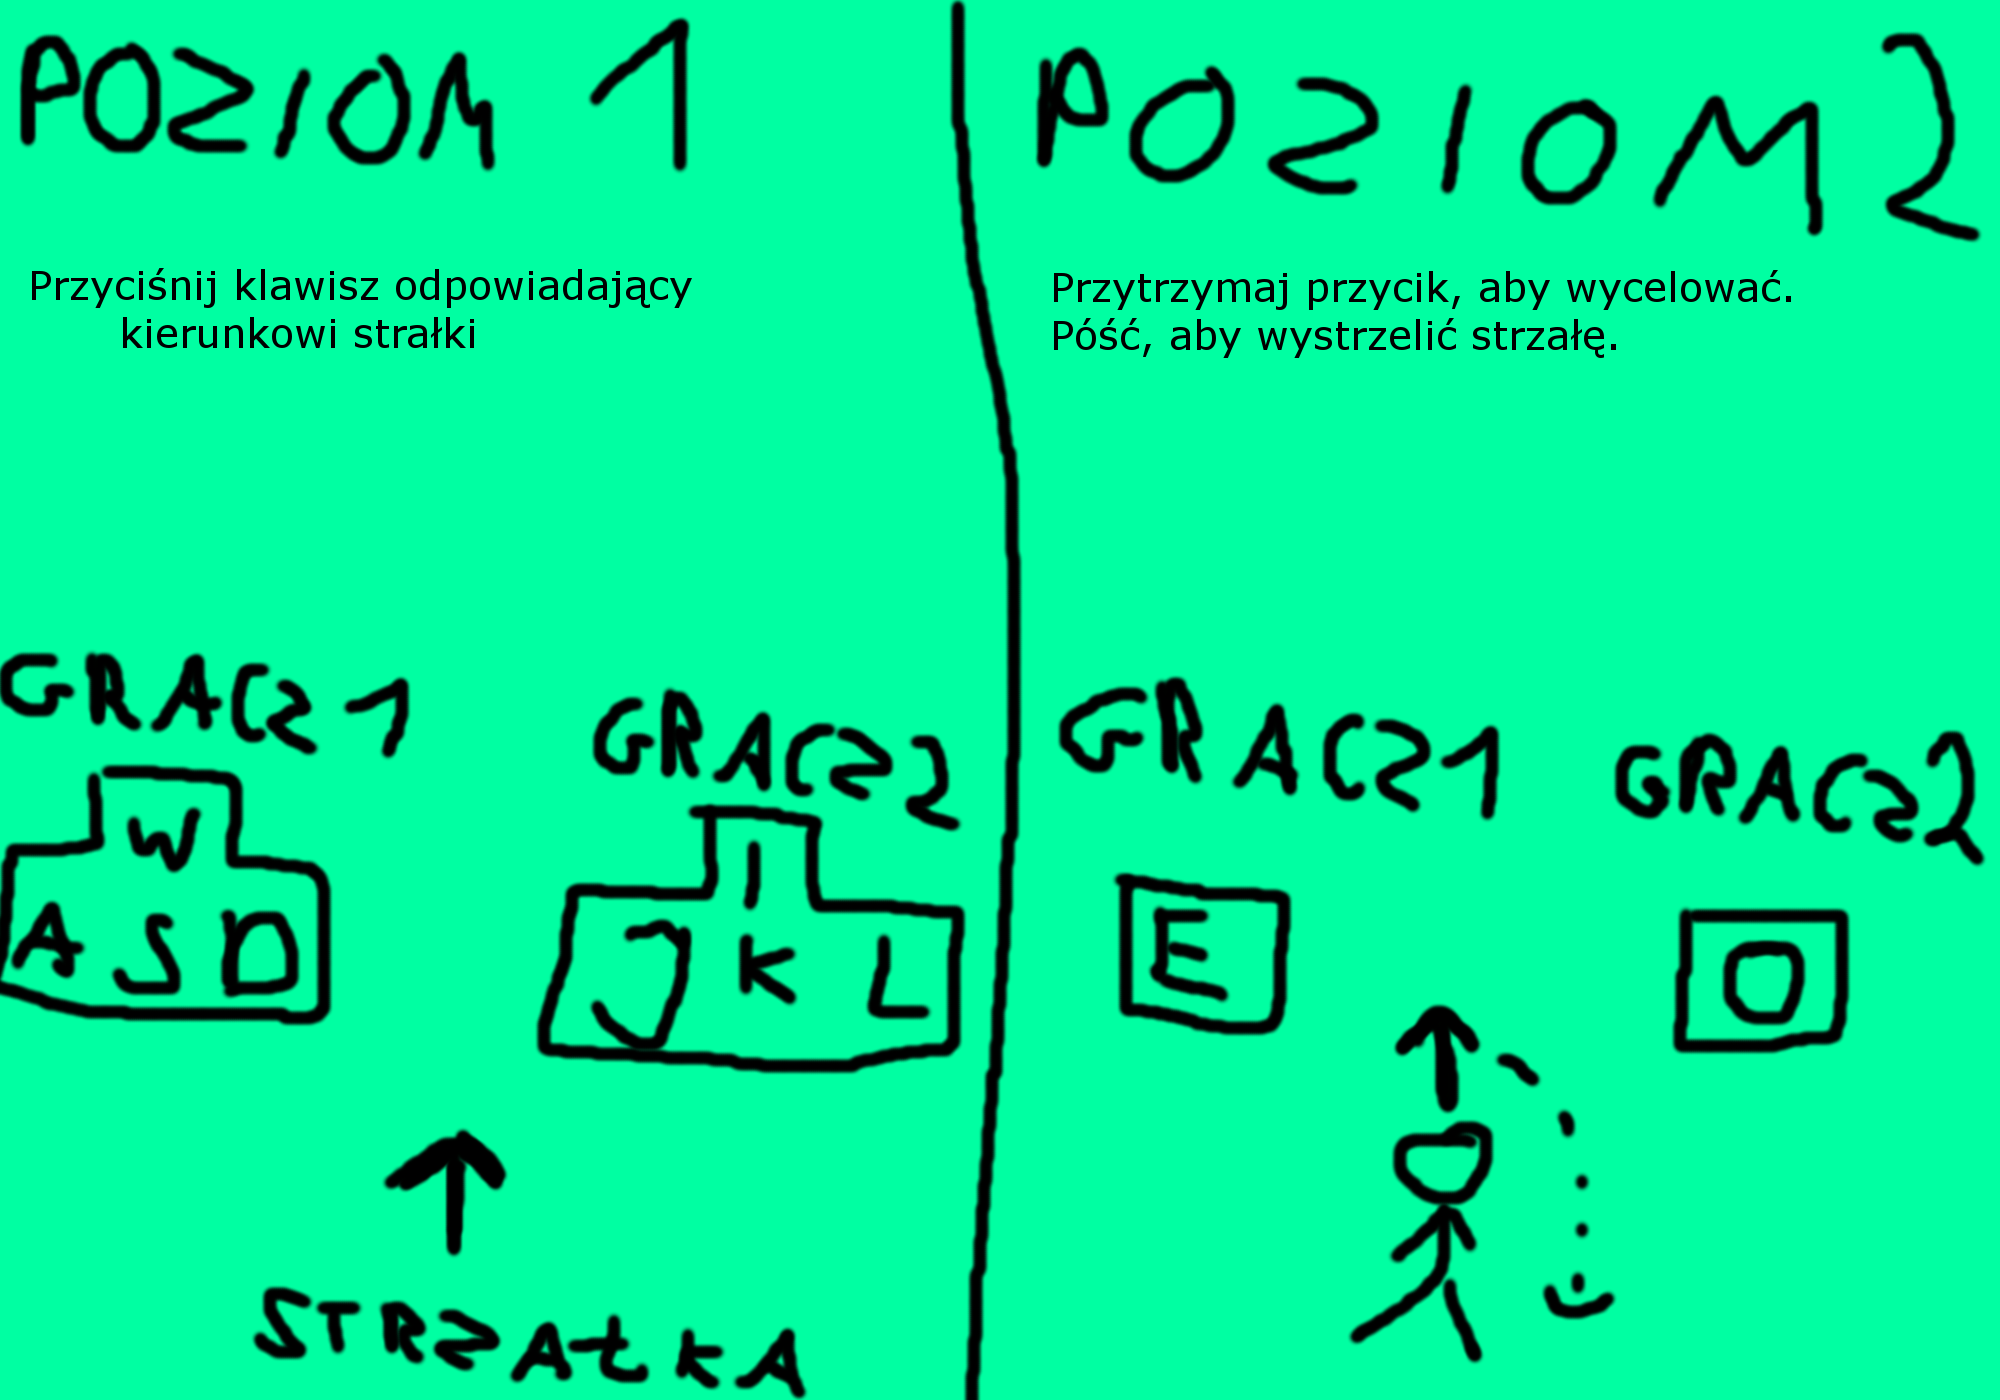 POZIOM 1
Przyciśnij klawisz odpowiadający
kierunkowi strałki
GRACZ 1
W
A S D
GRACZ 2
I
J K L
STRZAŁKA
POZIOM 2
Przytrzymaj przycik, aby wycelować.
Póść, aby wystrzelić strzałę.
GRACZ 1
E
GRACZ 2
O